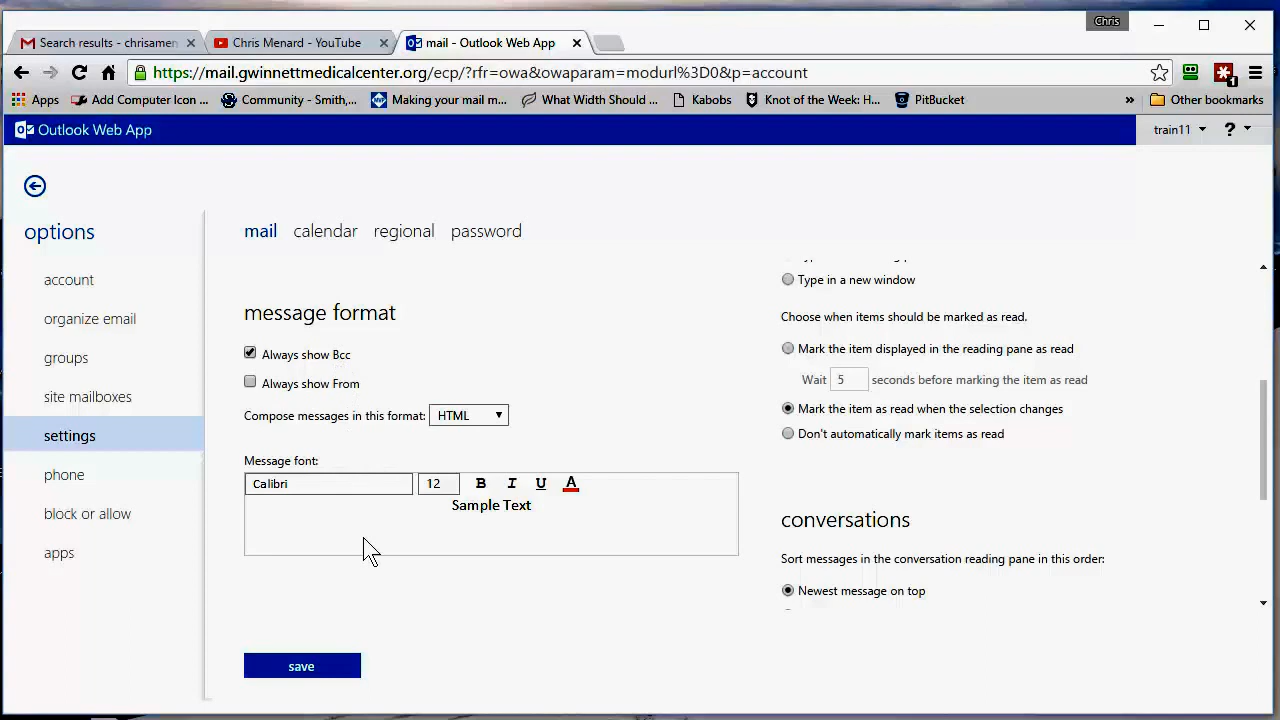 Chris
Search results - chrisamen
Chris Menard - YouTube
mail - Outlook Web App
https://mail.gwinnettmedicalcenter.org/ecp/?rfr=owa&owaparam=modurl%3D0&p=account
1
Apps
Add Computer Icon ...
Community - Smith,...
Making your mail m...
What Width Should ...
Kabobs
Knot of the Week: H...
PitBucket
»
Other bookmarks
Outlook Web App
train11
?
options
account
organize email
groups
site mailboxes
settings
phone
block or allow
apps
mail calendar regional password
message format
Always show Bcc
Always show From
Compose messages in this format: HTML
Message font:
Calibri 12 B I U A
Sample Text
save
Type in a new window
Choose when items should be marked as read.
Mark the item displayed in the reading pane as read
Wait 5 seconds before marking the item as read
Mark the item as read when the selection changes
Don't automatically mark items as read
conversations
Sort messages in the conversation reading pane in this order:
Newest message on top